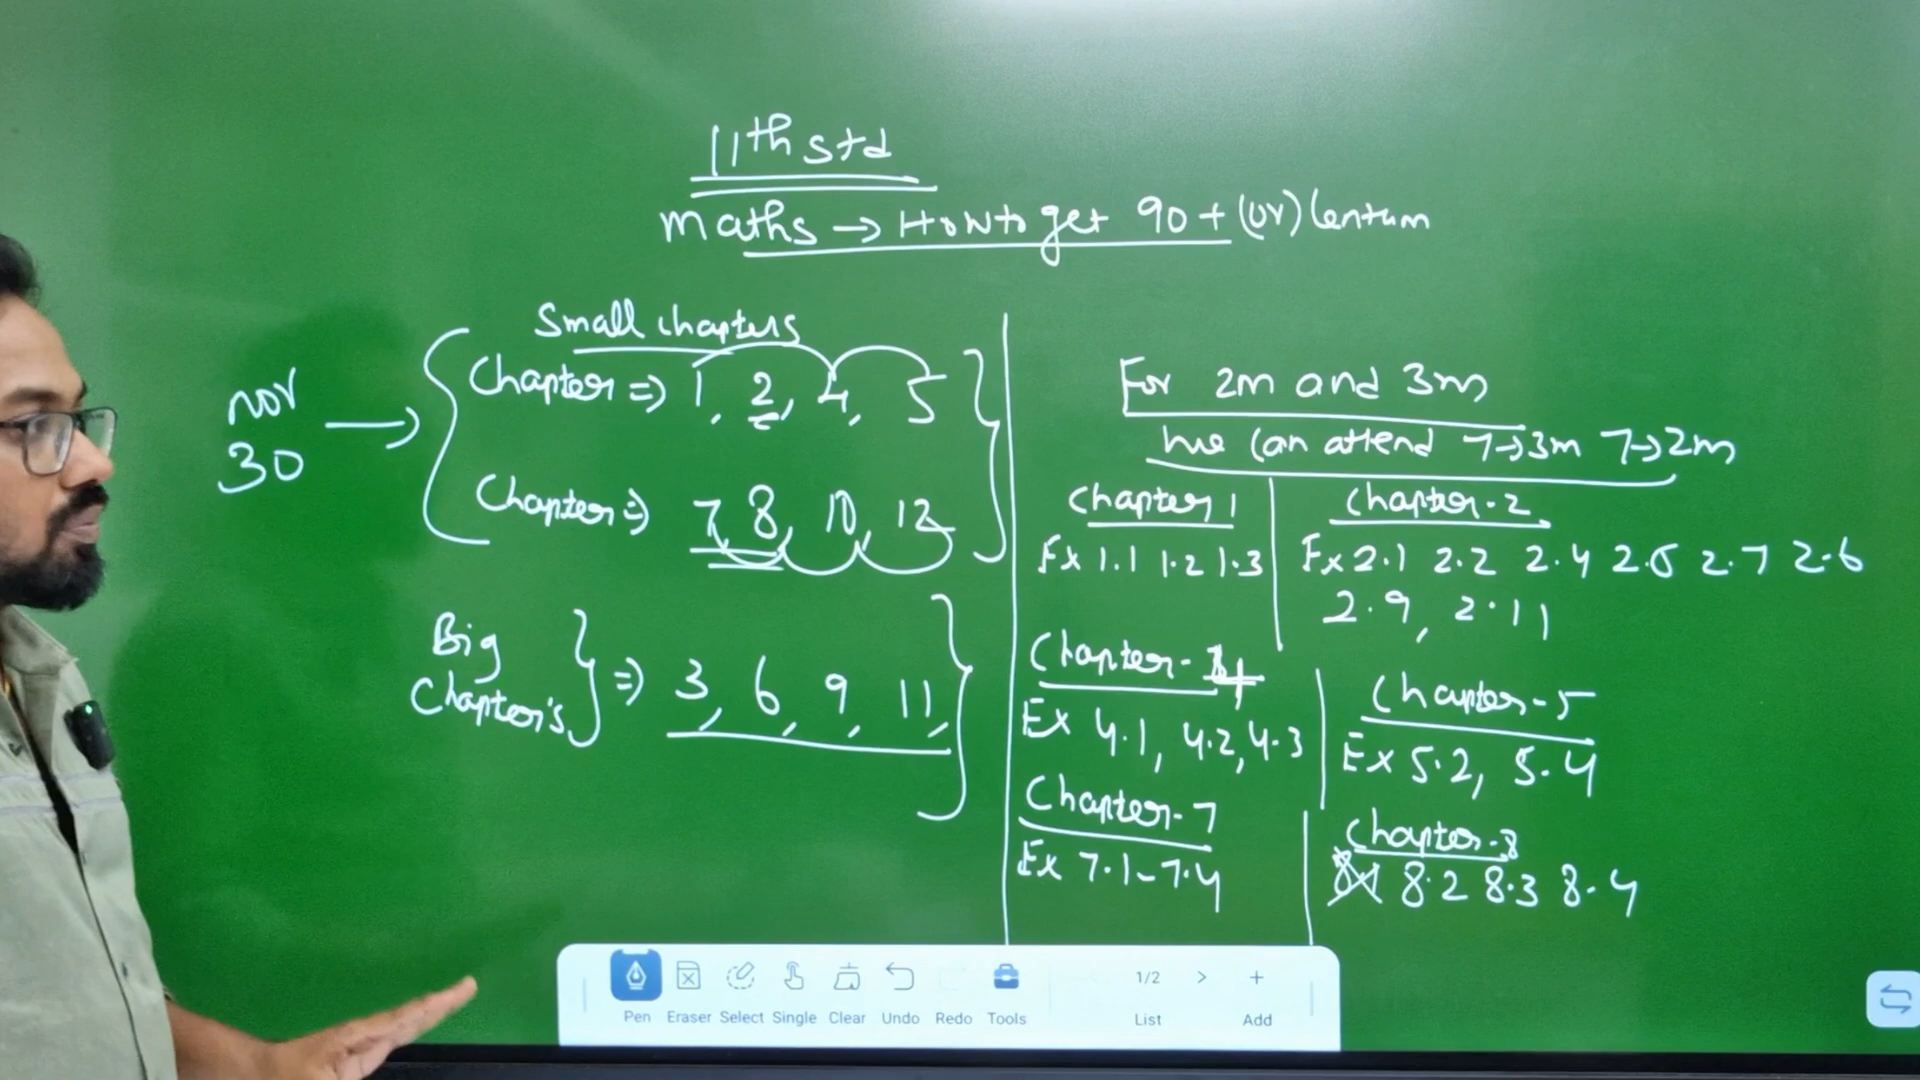 11th std
maths → How to get 90 + (or) Centum
Small chapters
Chapter ⇒ 1, 2, 4, 5
nov
30 →
Chapter ⇒ 7, 8, 10, 12
Big
Chapter's ⇒ 3, 6, 9, 11,
For 2m and 3m
we can attend 7→3m 7→2m
Chapter 1
Ex 1.1 1.2 1.3
Chapter - 2
Ex 2.1 2.2 2.4 2.5 2.7 2.6
2.9, 2.11
Chapter - 4
Ex 4.1, 4.2, 4.3
Chapter - 5
Ex 5.2, 5.4
Chapter - 7
Ex 7.1 - 7.4
Chapter - 8
8.2 8.3 8.4
Pen Eraser Select Single Clear Undo Redo Tools
1/2 > +
List Add